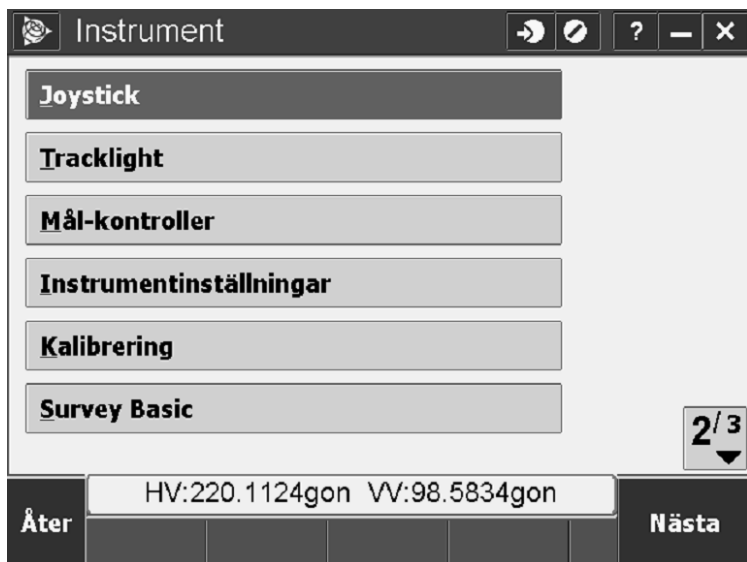 Instrument
?
Joystick
Tracklight
Mål-kontroller
Instrumentinställningar
Kalibrering
Survey Basic
2/3
HV:220.1124gon VV:98.5834gon
Åter
Nästa